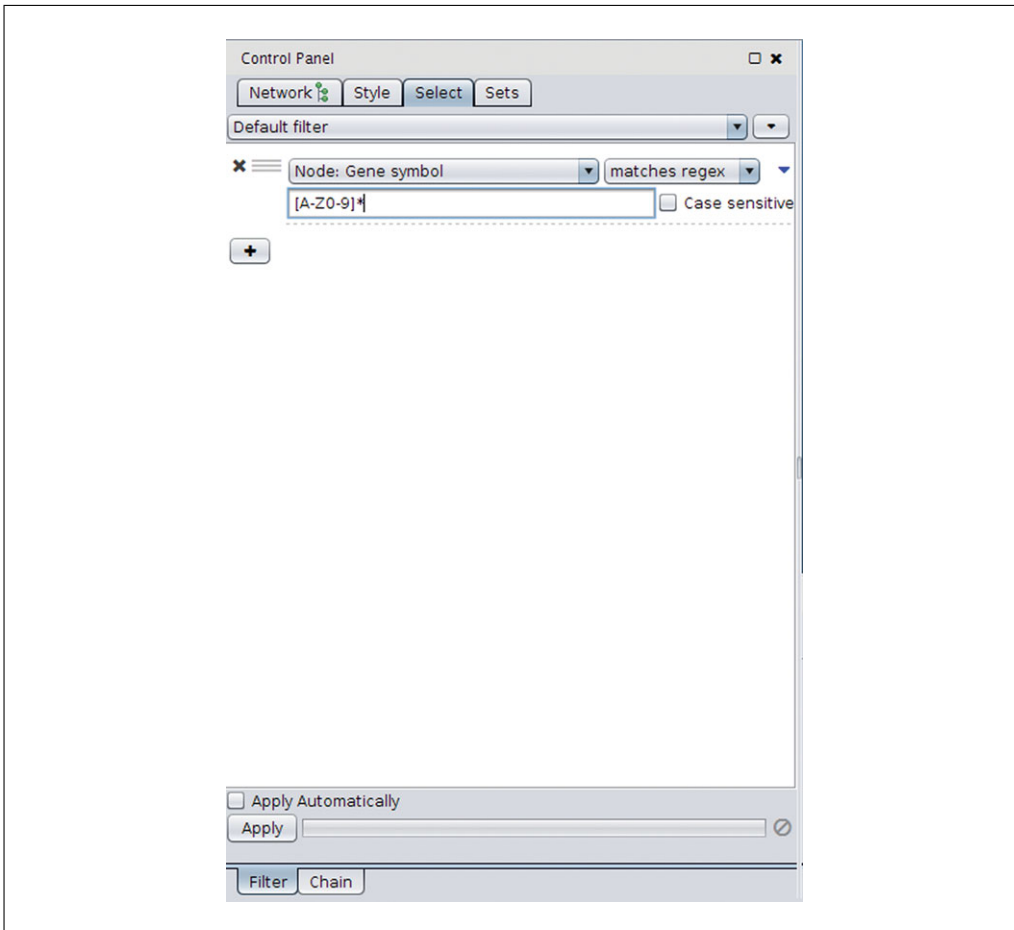 Control Panel
Network Style Select Sets
Default filter
Node: Gene symbol matches regex
[A-Z0-9]* Case sensitive
+
Apply Automatically
Apply
Filter Chain